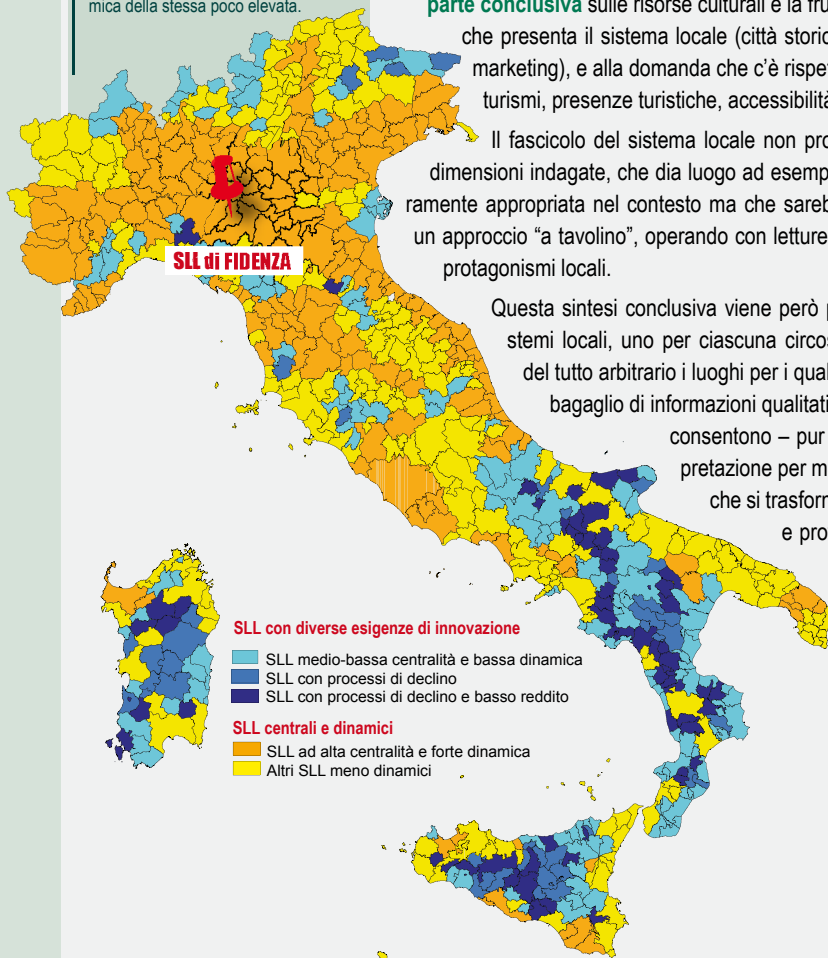 mica della stessa poco elevata.
parte conclusiva sulle risorse culturali e la fru
che presenta il sistema locale (città storic
marketing), e alla domanda che c'è rispe
turismi, presenze turistiche, accessibilità
Il fascicolo del sistema locale non pro
dimensioni indagate, che dia luogo ad esemp
ramente appropriata nel contesto ma che sareb
un approccio "a tavolino", operando con letture
protagonismi locali.
Questa sintesi conclusiva viene però p
stemi locali, uno per ciascuna circos
del tutto arbitrario i luoghi per i qual
bagaglio di informazioni qualitati
consentono – pur
pretazione per m
che si trasforn
e pro
SLL di FIDENZA
SLL con diverse esigenze di innovazione
SLL medio-bassa centralità e bassa dinamica
SLL con processi di declino
SLL con processi di declino e basso reddito
SLL centrali e dinamici
SLL ad alta centralità e forte dinamica
Altri SLL meno dinamici